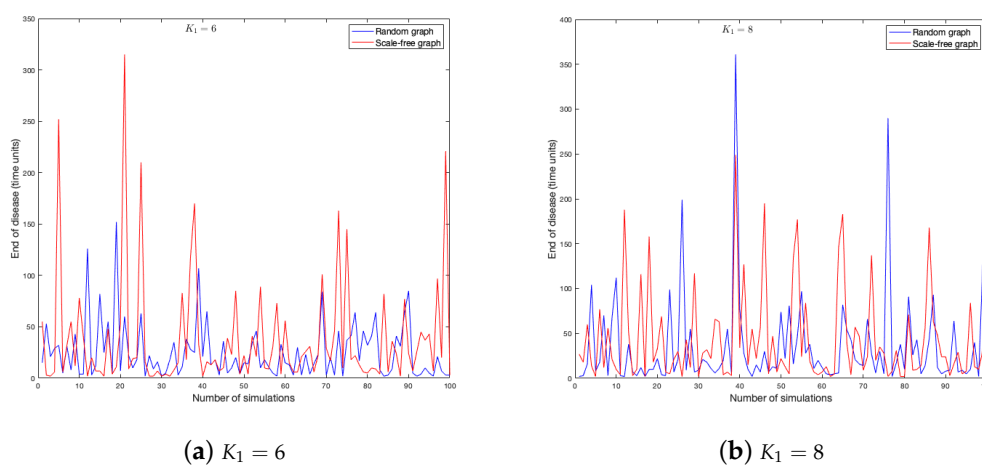 K₁ = 6
Random graph
Scale-free graph
End of disease (time units)
350
300
250
200
150
100
50
0
0 10 20 30 40 50 60 70 80 90 100
Number of simulations
(a) K₁ = 6
K₁ = 8
Random graph
Scale-free graph
End of disease (time units)
400
350
300
250
200
150
100
50
0
0 10 20 30 40 50 60 70 80 90
Number of simulations
(b) K₁ = 8